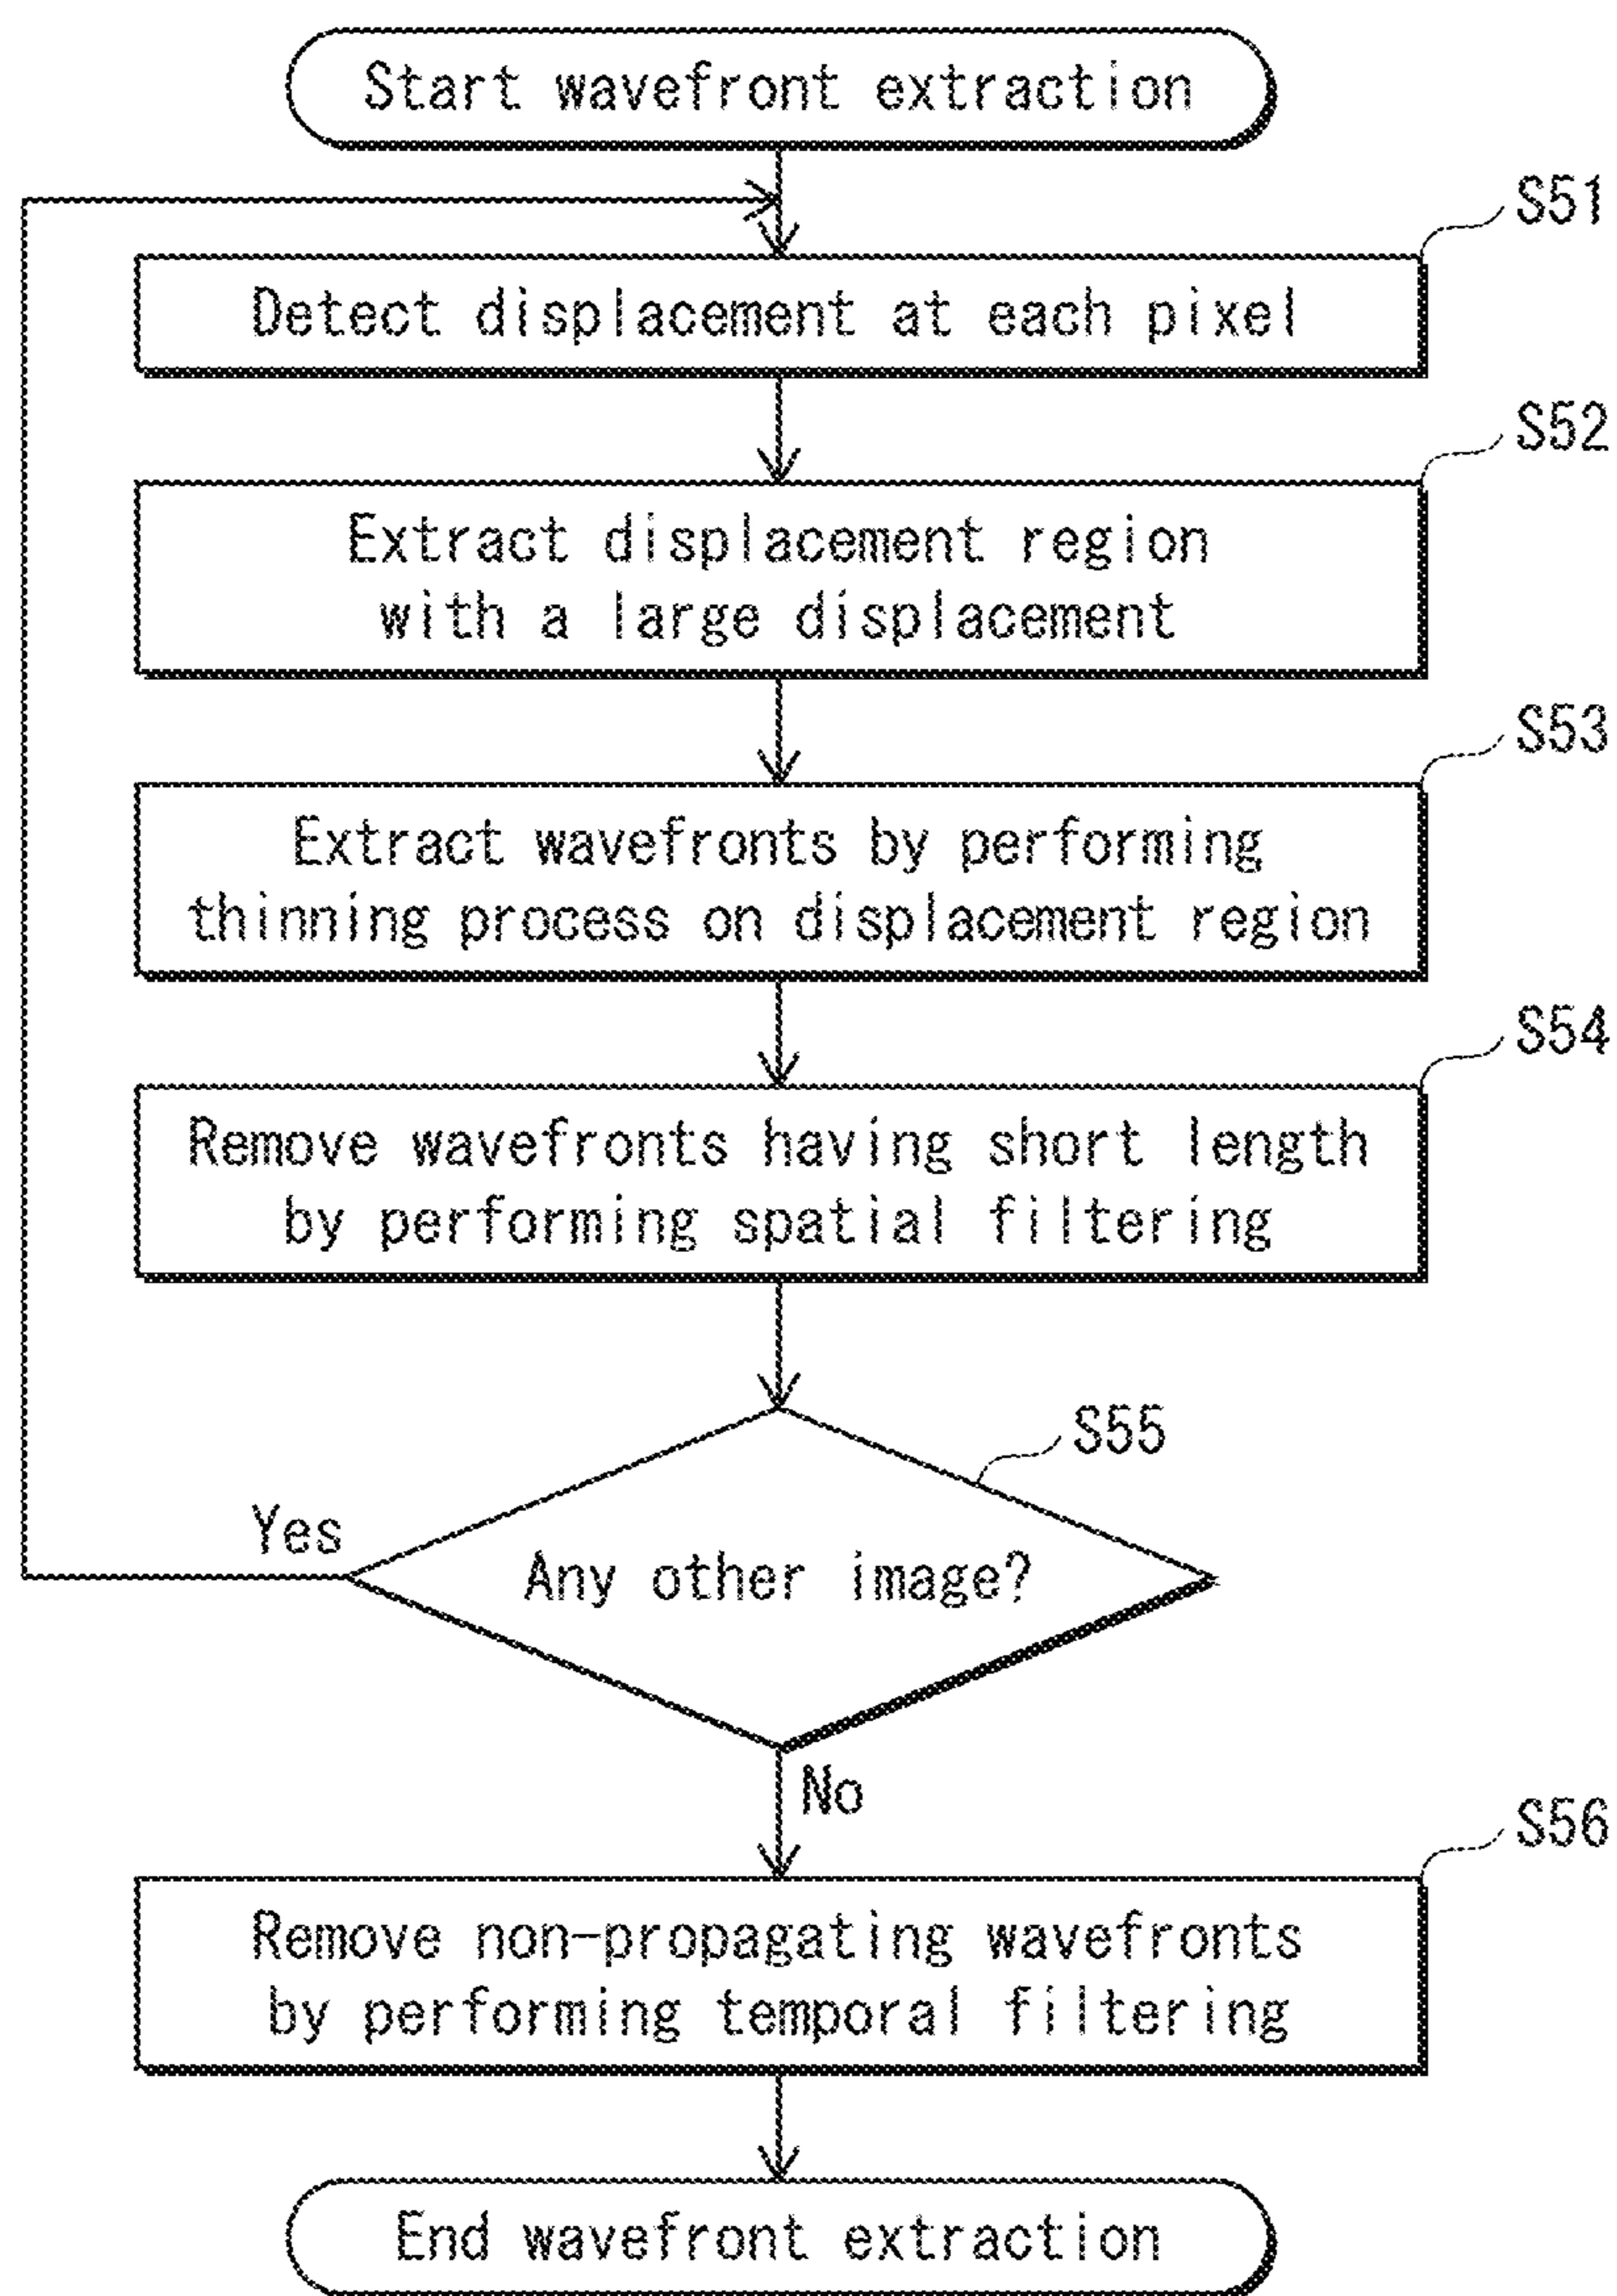 Start wavefront extraction
S51
Detect displacement at each pixel
S52
Extract displacement region
with a large displacement
S53
Extract wavefronts by performing
thinning process on displacement region
S54
Remove wavefronts having short length
by performing spatial filtering
S55
Yes
Any other image?
No
S56
Remove non-propagating wavefronts
by performing temporal filtering
End wavefront extraction